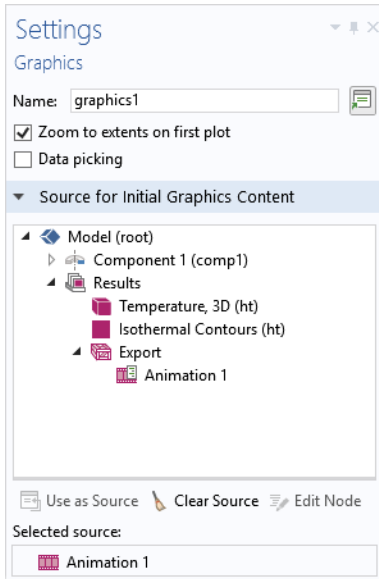 Settings
Graphics
Name: graphics1
Zoom to extents on first plot
Data picking
Source for Initial Graphics Content
Model (root)
Component 1 (comp1)
Results
Temperature, 3D (ht)
Isothermal Contours (ht)
Export
Animation 1
Use as Source Clear Source Edit Node
Selected source:
Animation 1